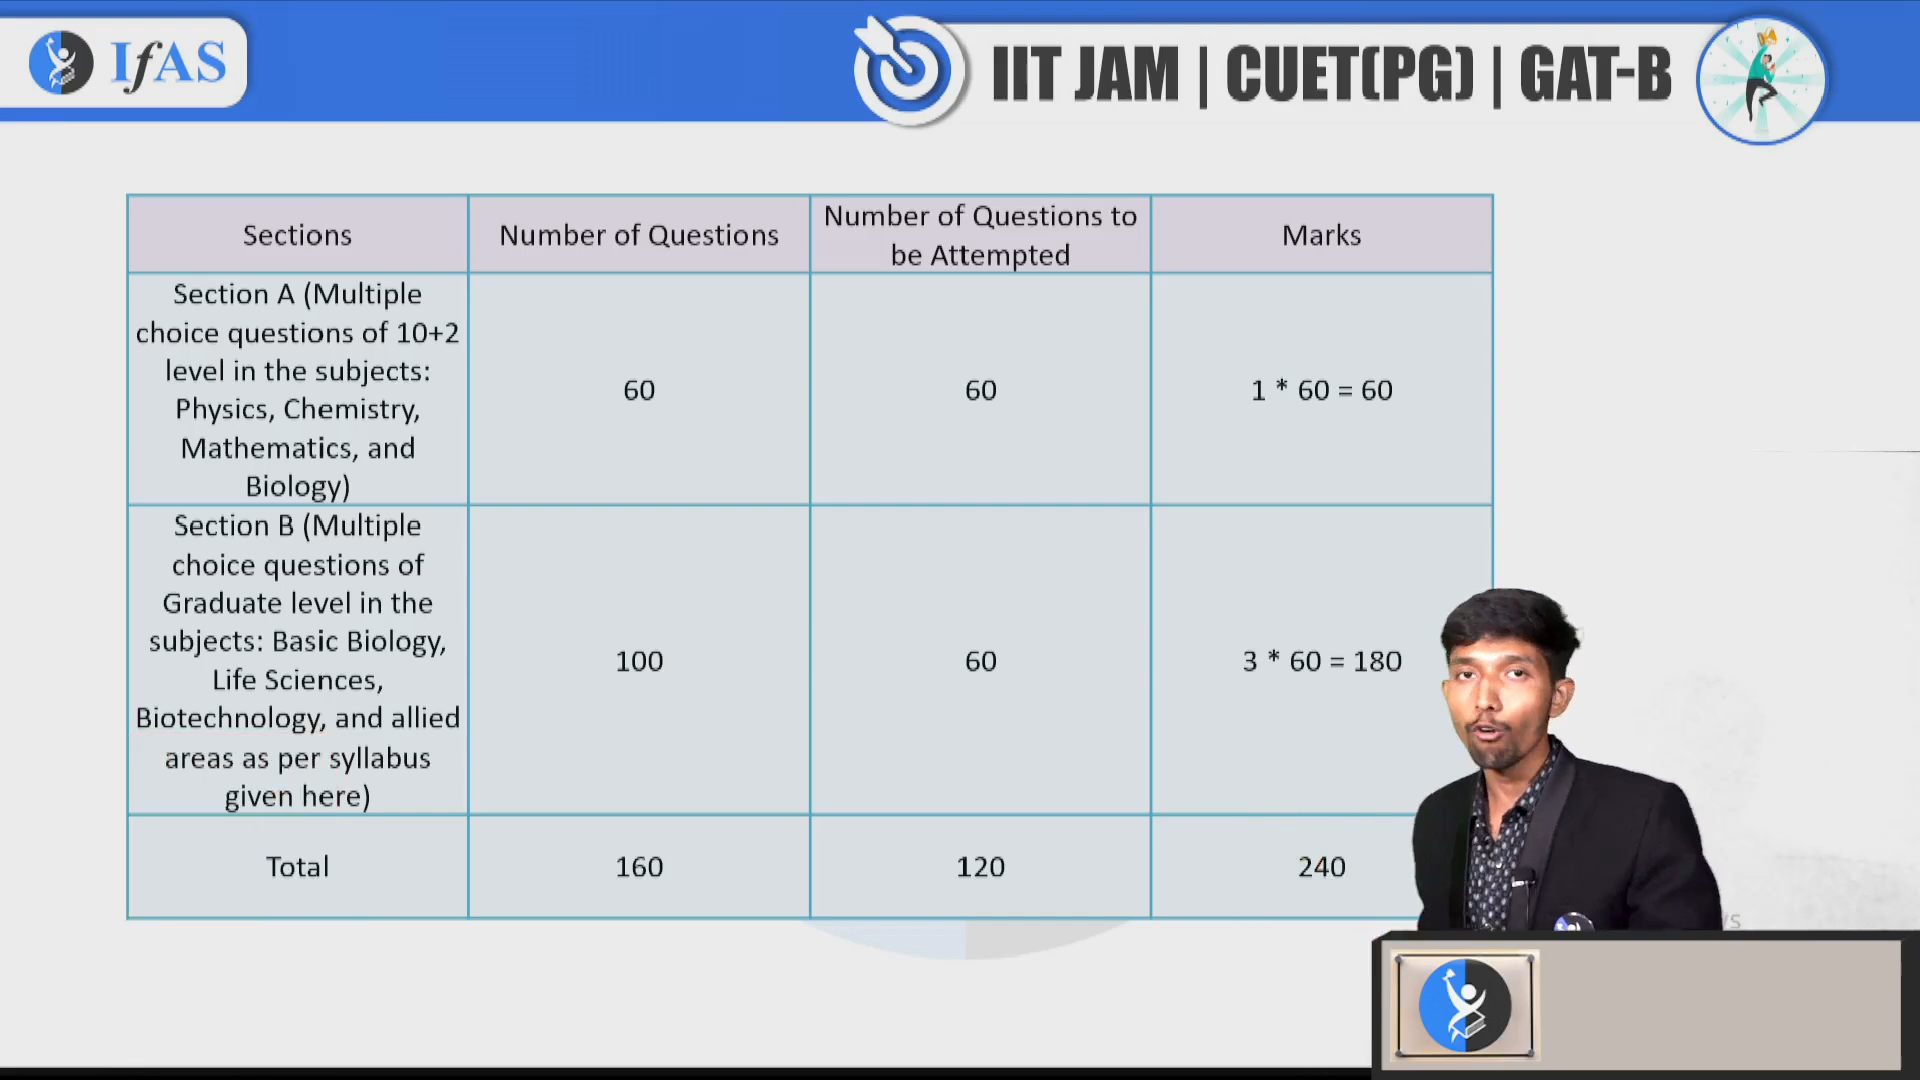 IfAS
IIT JAM | CUET(PG) | GAT-B
Sections
Number of Questions
Number of Questions to
be Attempted
Marks
Section A (Multiple
choice questions of 10+2
level in the subjects:
Physics, Chemistry,
Mathematics, and
Biology)
60
60
1 * 60 = 60
Section B (Multiple
choice questions of
Graduate level in the
subjects: Basic Biology,
Life Sciences,
Biotechnology, and allied
areas as per syllabus
given here)
100
60
3 * 60 = 180
Total
160
120
240